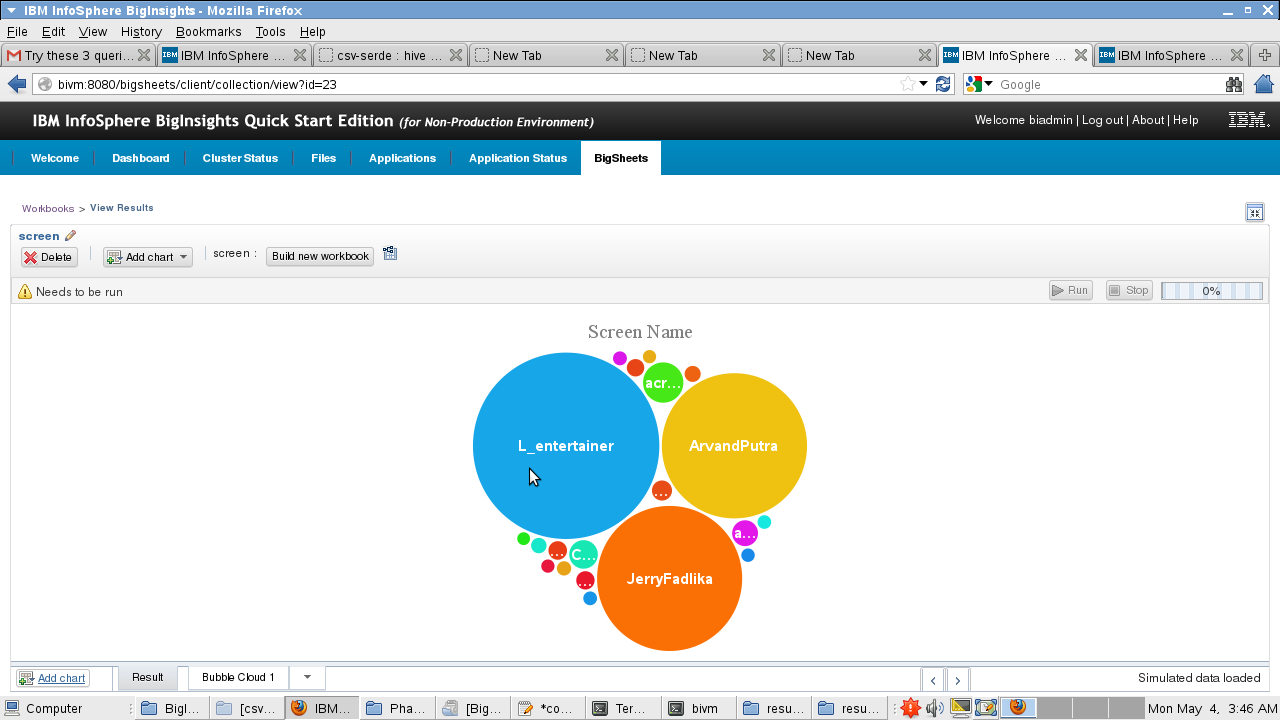 IBM InfoSphere BigInsights - Mozilla Firefox
File Edit View History Bookmarks Tools Help
Try these 3 queri... IBM InfoSphere ... csv-serde : hive ... New Tab New Tab New Tab IBM InfoSphere ... IBM InfoSphere ...
bivm:8080/bigsheets/client/collection/view?id=23 Google
IBM InfoSphere BigInsights Quick Start Edition (for Non-Production Environment) Welcome biadmin | Log out | About | Help IBM.
Welcome Dashboard Cluster Status Files Applications Application Status BigSheets
Workbooks > View Results
screen
Delete Add chart screen : Build new workbook
Needs to be run Run Stop 0%
Screen Name
acr...
L_entertainer ArvandPutra
...
a...
... C...
JerryFadlika
...
Add chart Result Bubble Cloud 1 Simulated data loaded
Computer BigI... [csv... IBM... Pha... [Big... *co... Ter... bivm resu... resu... Mon May 4, 3:46 AM